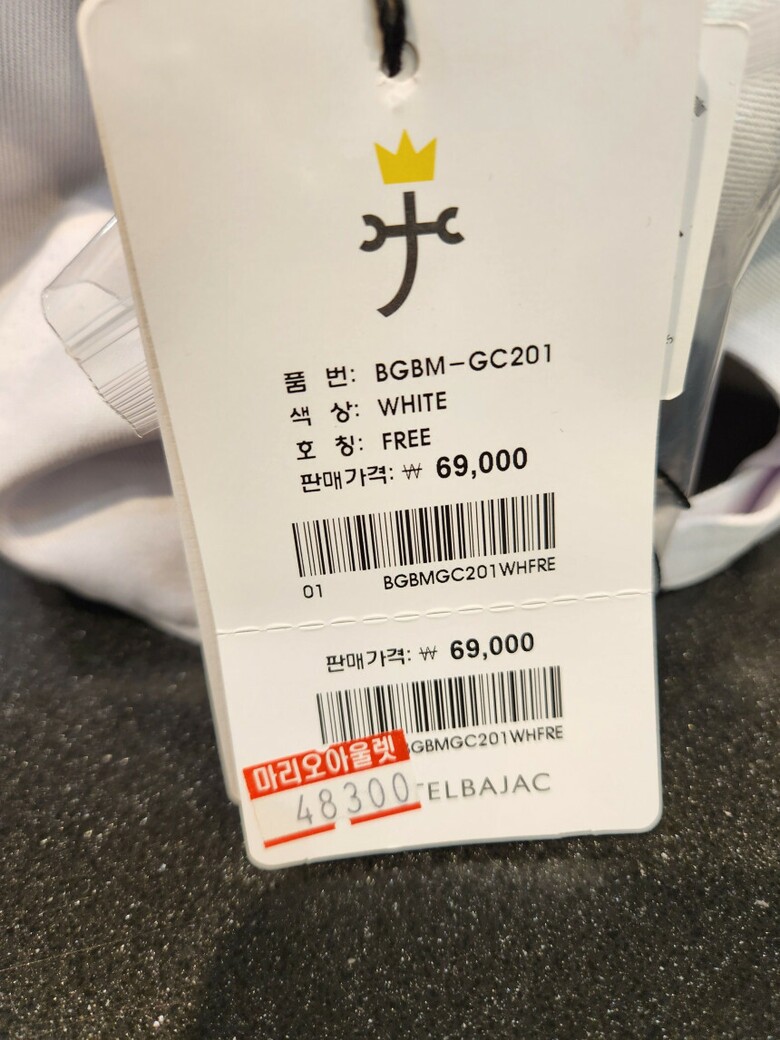 품 번: BGBM-GC201
색 상: WHITE
호 칭: FREE
판매가격: ₩ 69,000
01 BGBMGC201WHFRE
판매가격: ₩ 69,000
GBMGC201WHFRE
마리오아울렛
48300
ELBAJAC